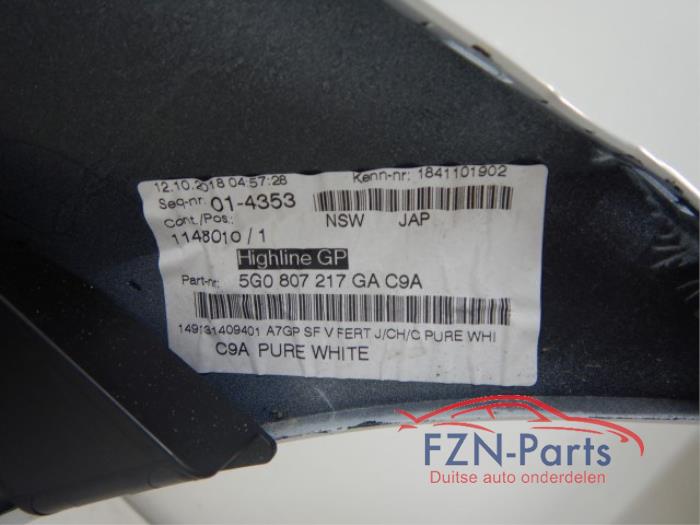 12.10.2018 04:57:28 Kenn-nr: 1841101902
Seq-nr: 01-4353
Cont./Pos.: NSW JAP
1148010 / 1
Highline GP
Part-nr: 5G0 807 217 GA C9A
149131409401 A7GP SF V FERT J/CH/C PURE WHI
C9A PURE WHITE
FZN-Parts
Duitse auto onderdelen